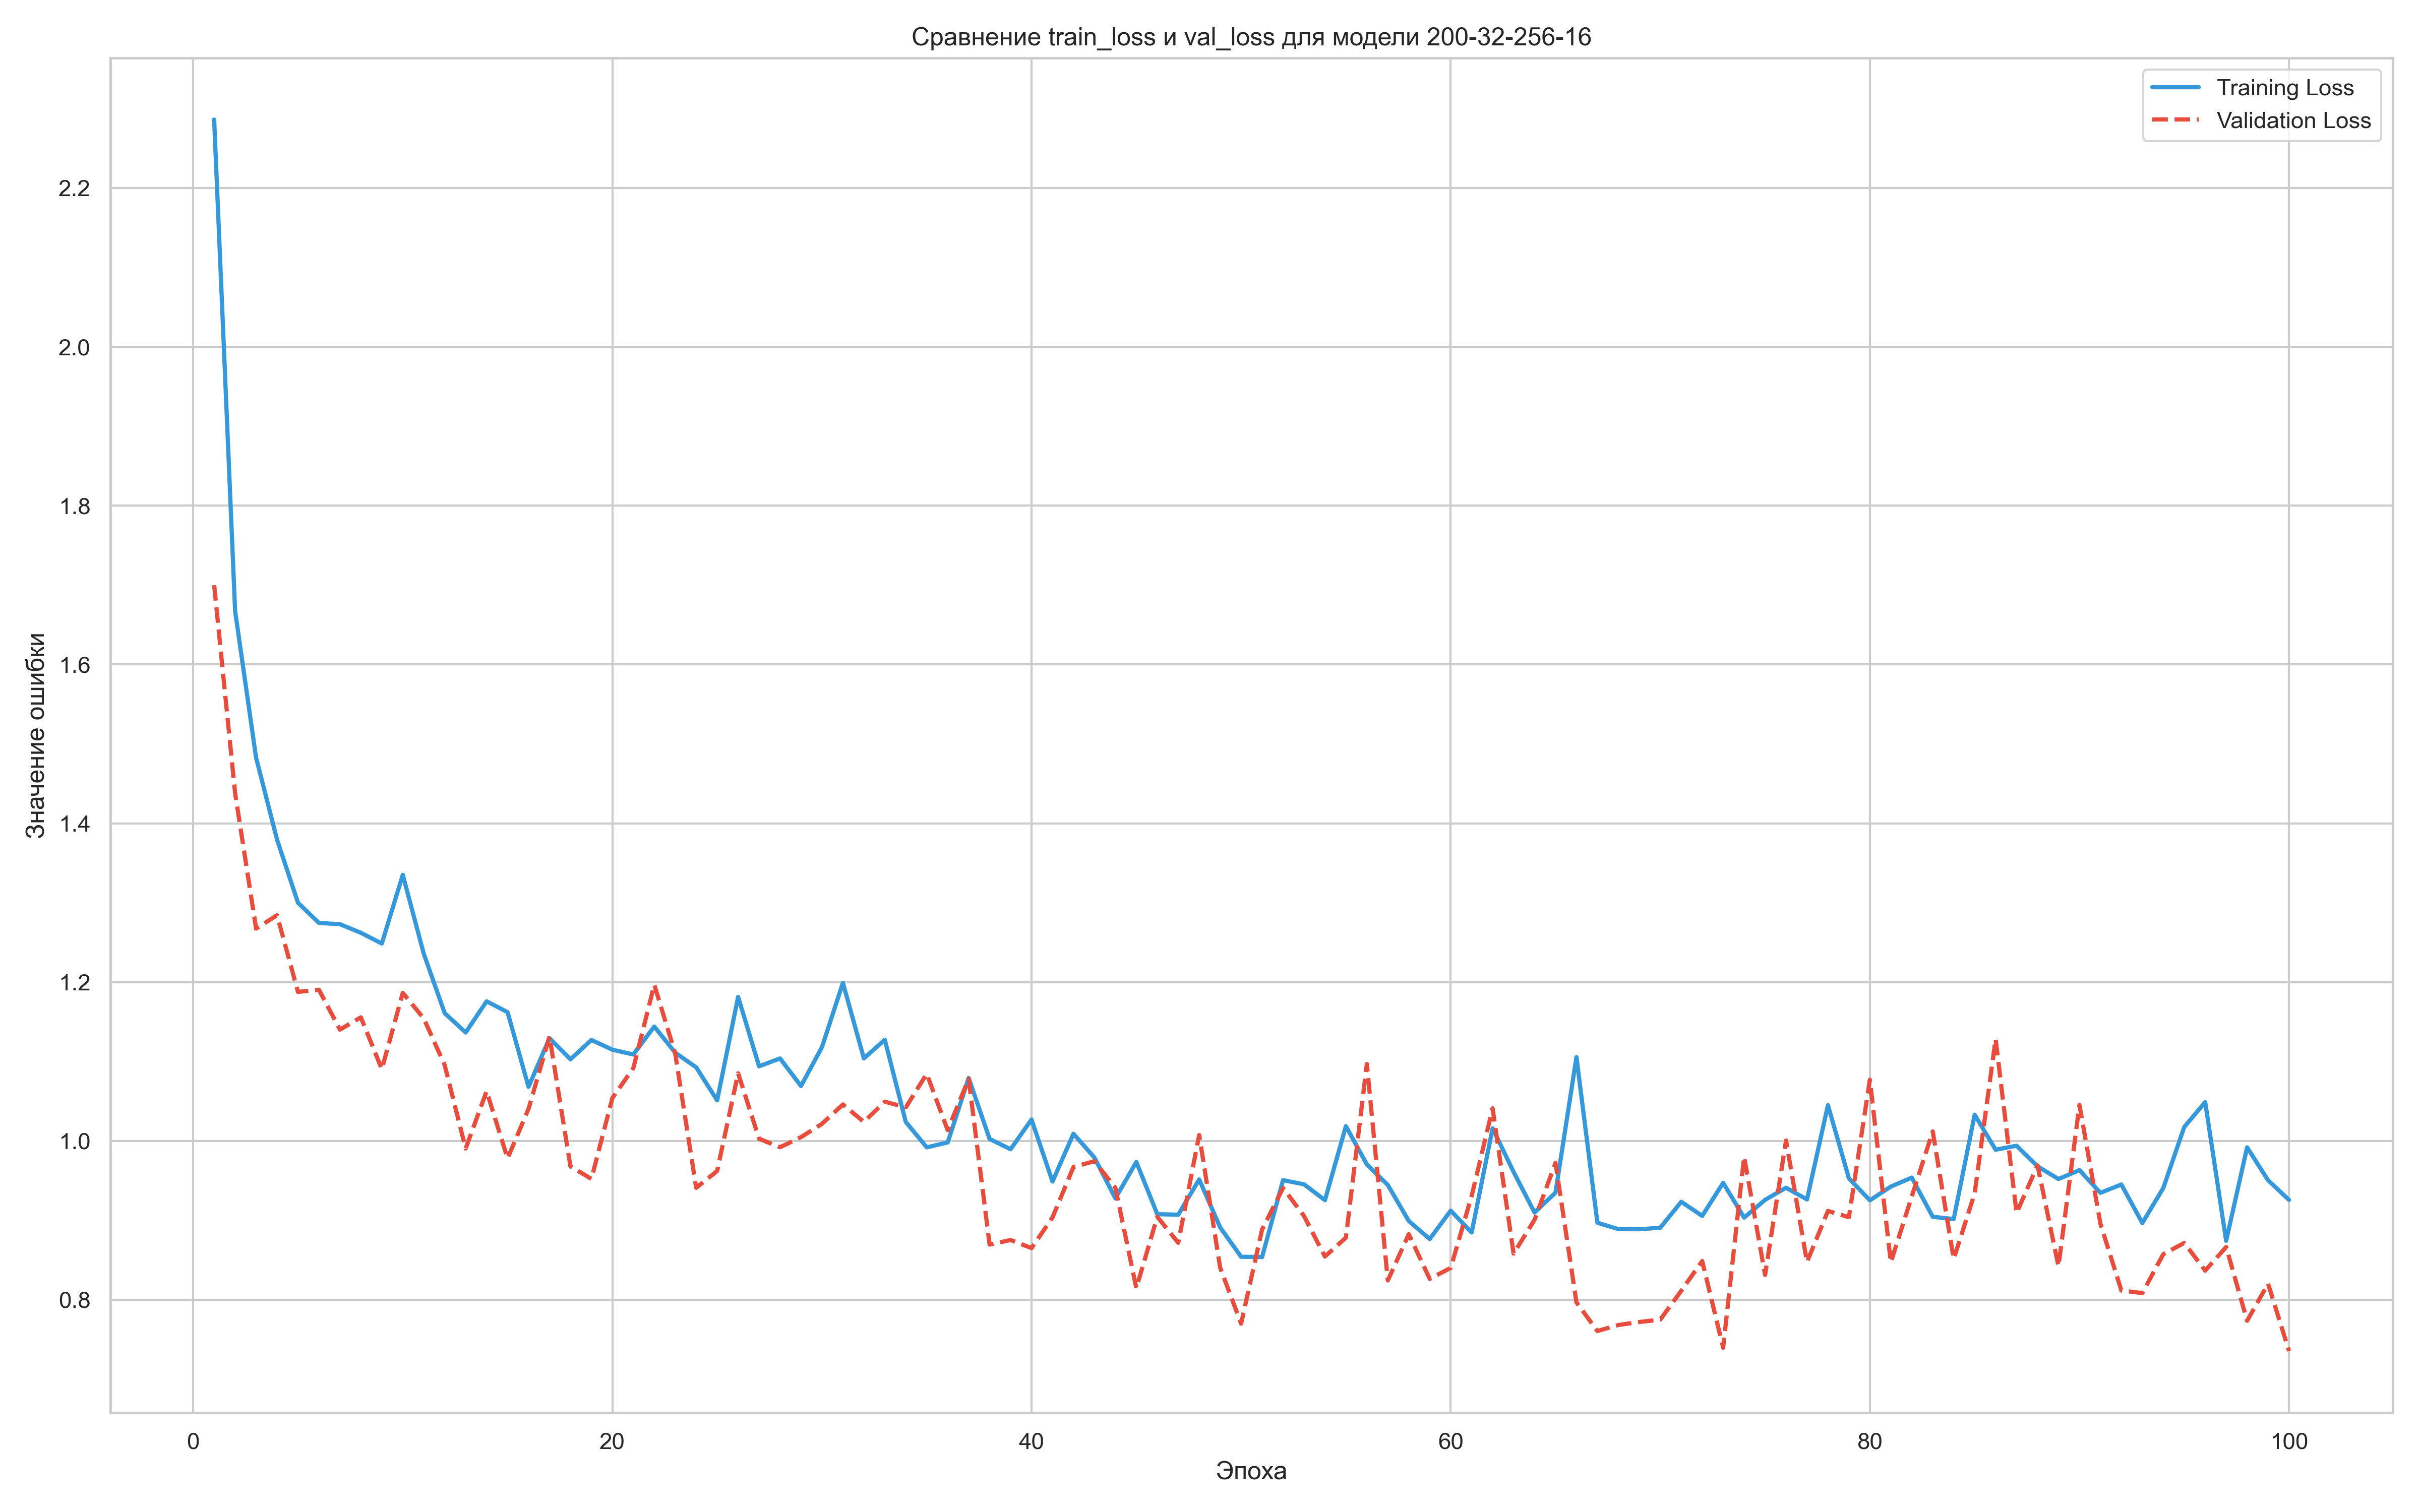 Сравнение train_loss и val_loss для модели 200-32-256-16
Training Loss
Validation Loss
Значение ошибки
2.2
2.0
1.8
1.6
1.4
1.2
1.0
0.8
0
20
40
60
80
100
Эпоха